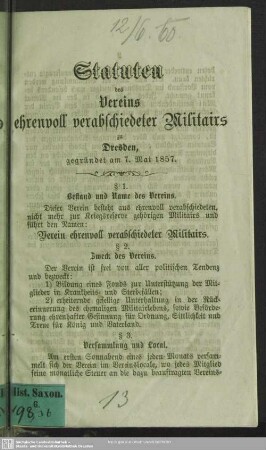 12/6. 60
Statuten
des
Vereins
ehrenvoll verabschiedeter Militairs
zu
Dresden,
gegründet am 7. Mai 1857.
§ 1.
Bestand und Name des Vereins.
Dieser Verein besteht aus ehrenvoll verabschiedeten,
nicht mehr zur Kriegsreserve gehörigen Militairs und
führt den Namen:
Verein ehrenvoll verabschiedeter Militairs.
§ 2.
Zweck des Vereins.
Der Verein ist frei von aller politischen Tendenz
und bezweckt:
1) Bildung eines Fonds zur Unterstützung der Mit-
glieder in Krankheits- und Sterbefällen;
2) erheiternde gesellige Unterhaltung in der Rück-
erinnerung des ehemaligen Militairlebens, sowie Beförde-
rung ehrenhafter Gesinnung für Ordnung, Sittlichkeit und
Treue für König und Vaterland.
§ 3.
Versammlung und Local.
Am ersten Sonnabend eines jeden Monats versam-
melt sich der Verein im Vereinslocale, wo jedes Mitglied
seine monatliche Steuer an die dazu beauftragten Vereins-
Hist. Saxon.
13